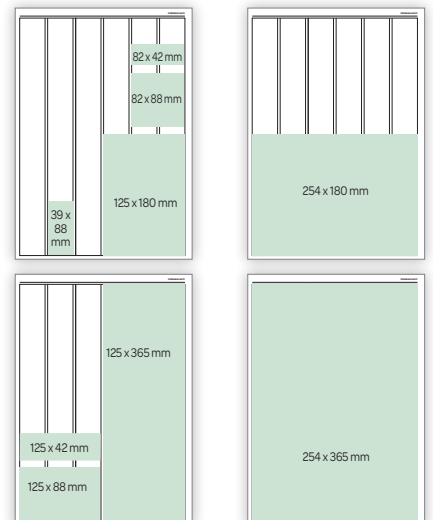 82 x 42 mm
82 x 88 mm
125 x 180 mm
39 x
88
mm
254 x 180 mm
125 x 365 mm
125 x 42 mm
125 x 88 mm
254 x 365 mm